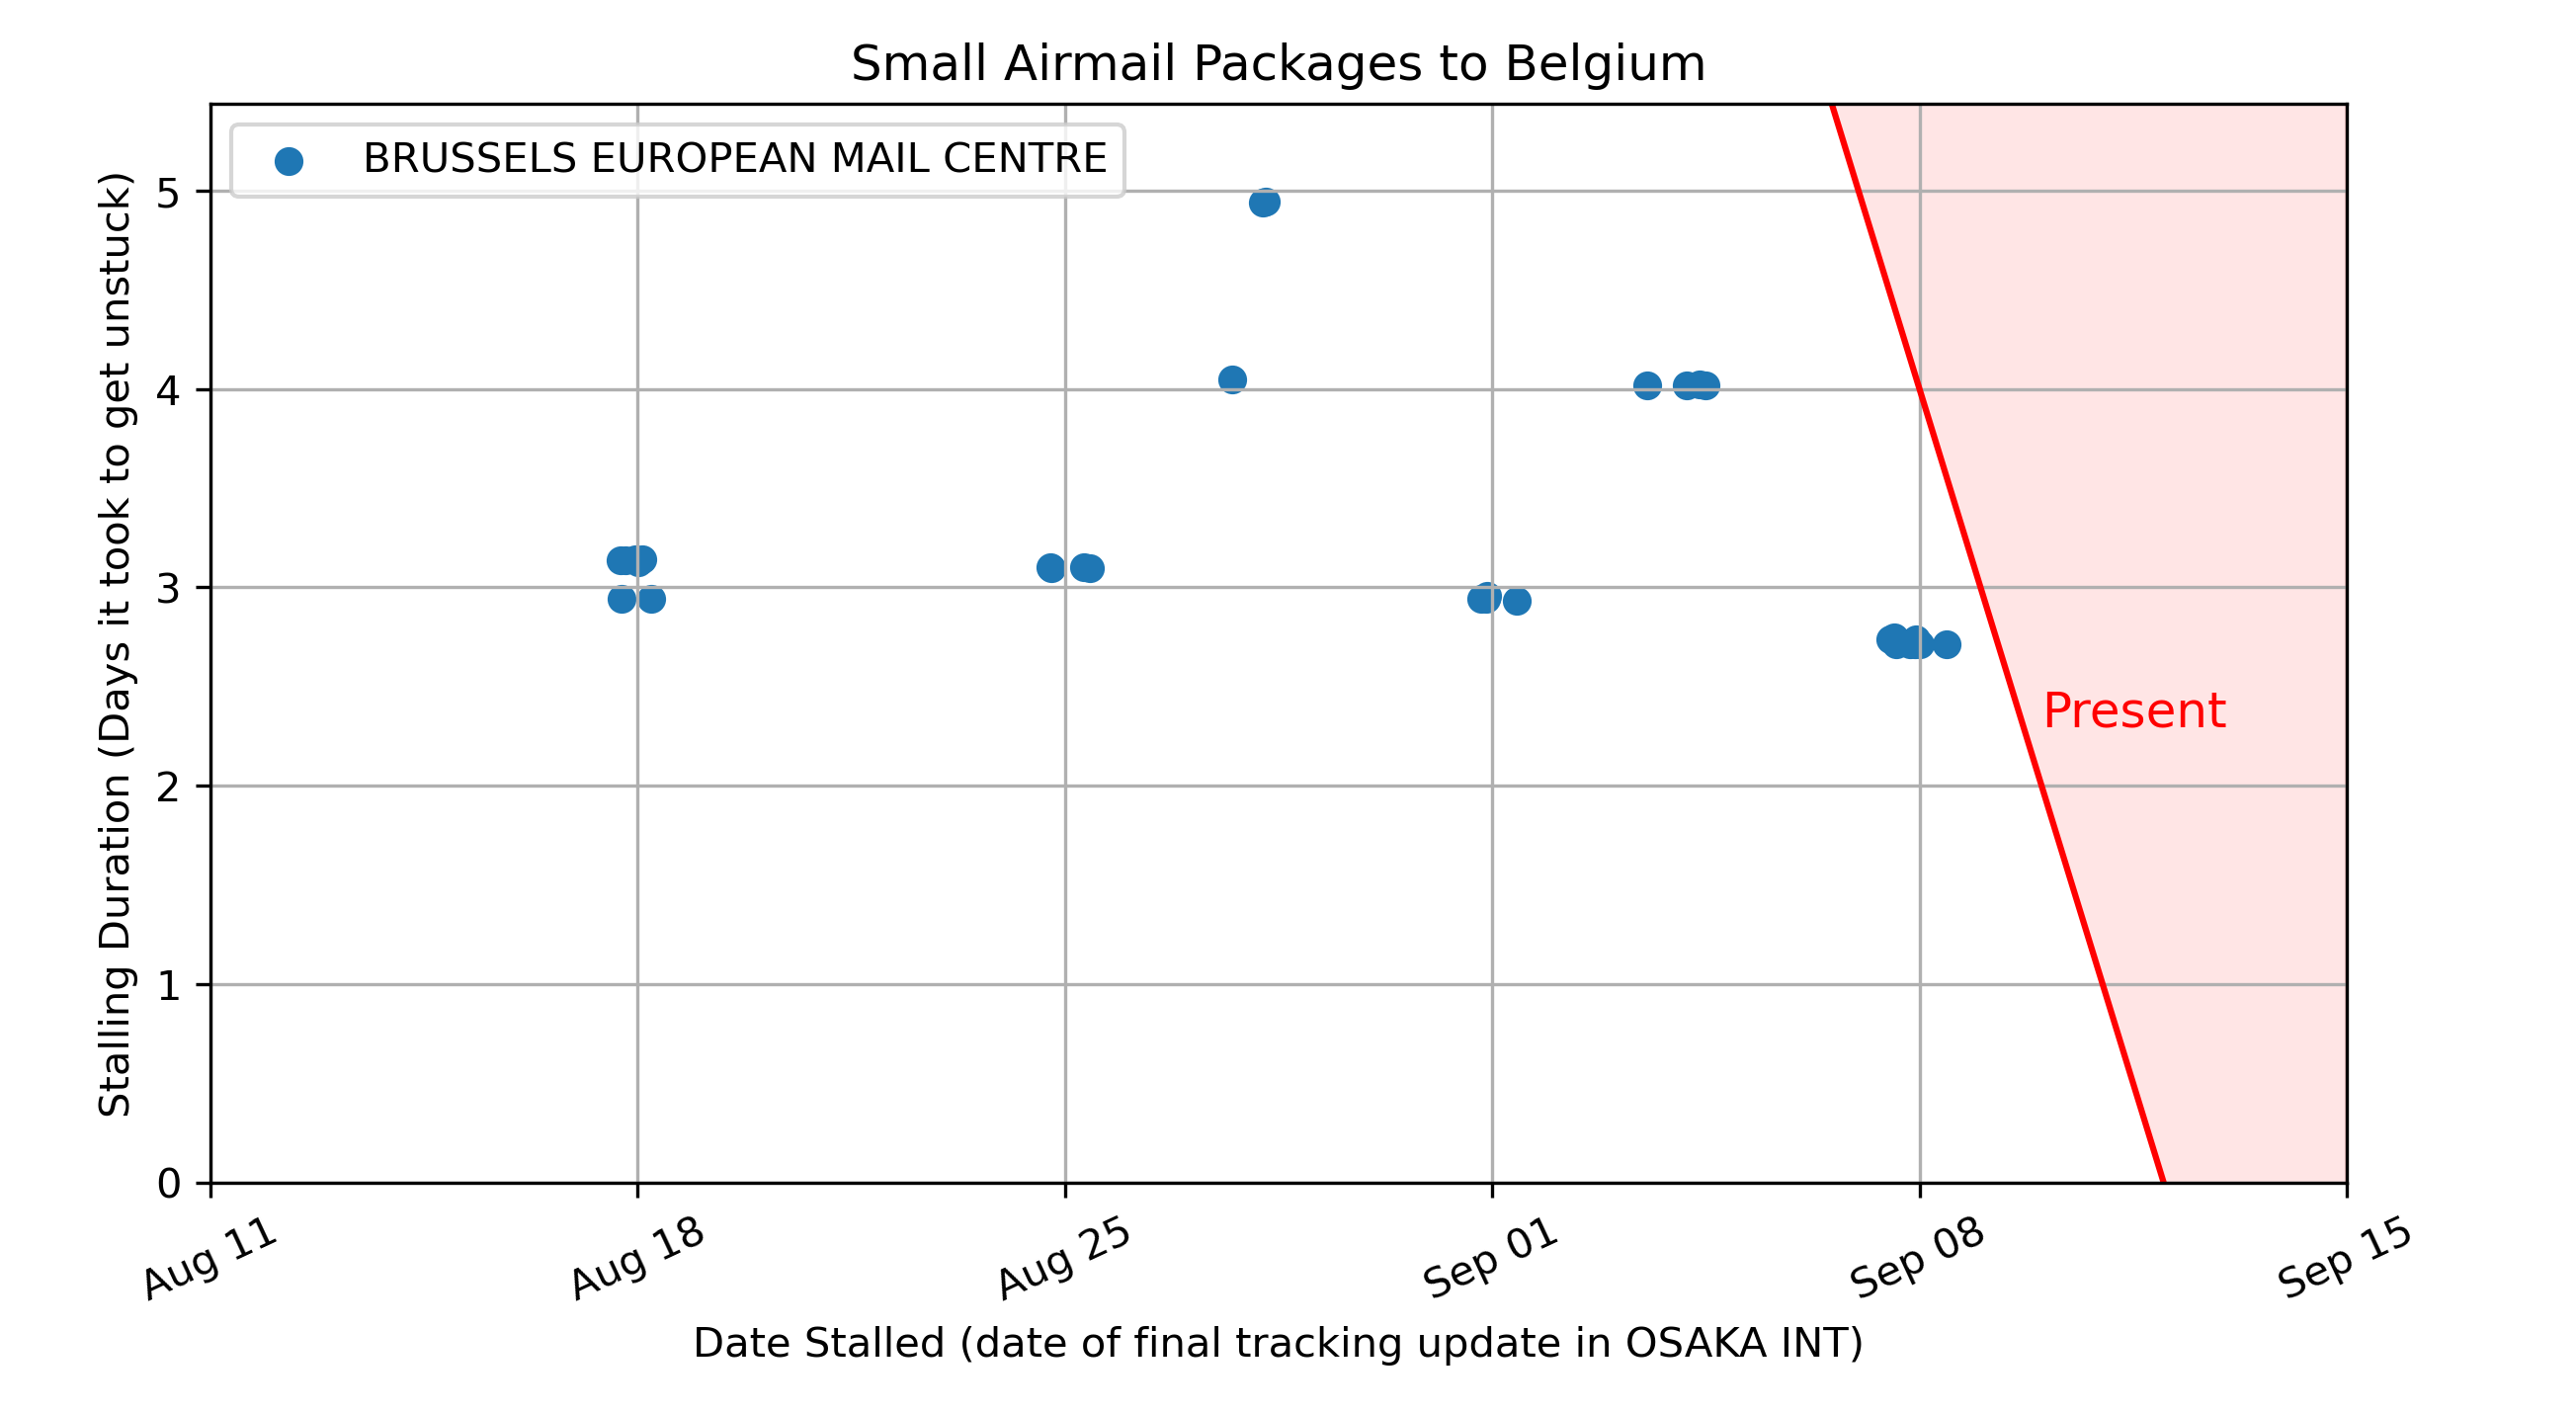 Small Airmail Packages to Belgium
BRUSSELS EUROPEAN MAIL CENTRE
Stalling Duration (Days it took to get unstuck)
5
4
3
2
1
0
Present
Aug 11
Aug 18
Aug 25
Sep 01
Sep 08
Sep 15
Date Stalled (date of final tracking update in OSAKA INT)